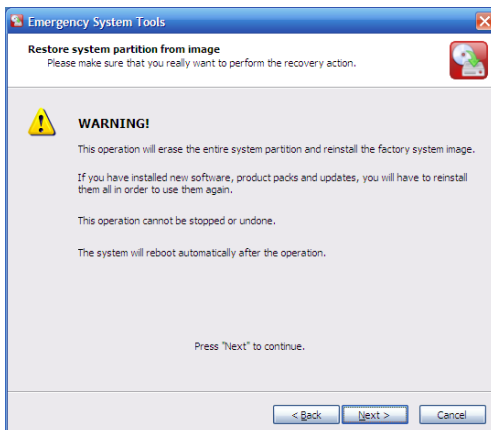 Emergency System Tools
Restore system partition from image
Please make sure that you really want to perform the recovery action.
WARNING!
This operation will erase the entire system partition and reinstall the factory system image.
If you have installed new software, product packs and updates, you will have to reinstall
them all in order to use them again.
This operation cannot be stopped or undone.
The system will reboot automatically after the operation.
Press "Next" to continue.
< Back
Next >
Cancel